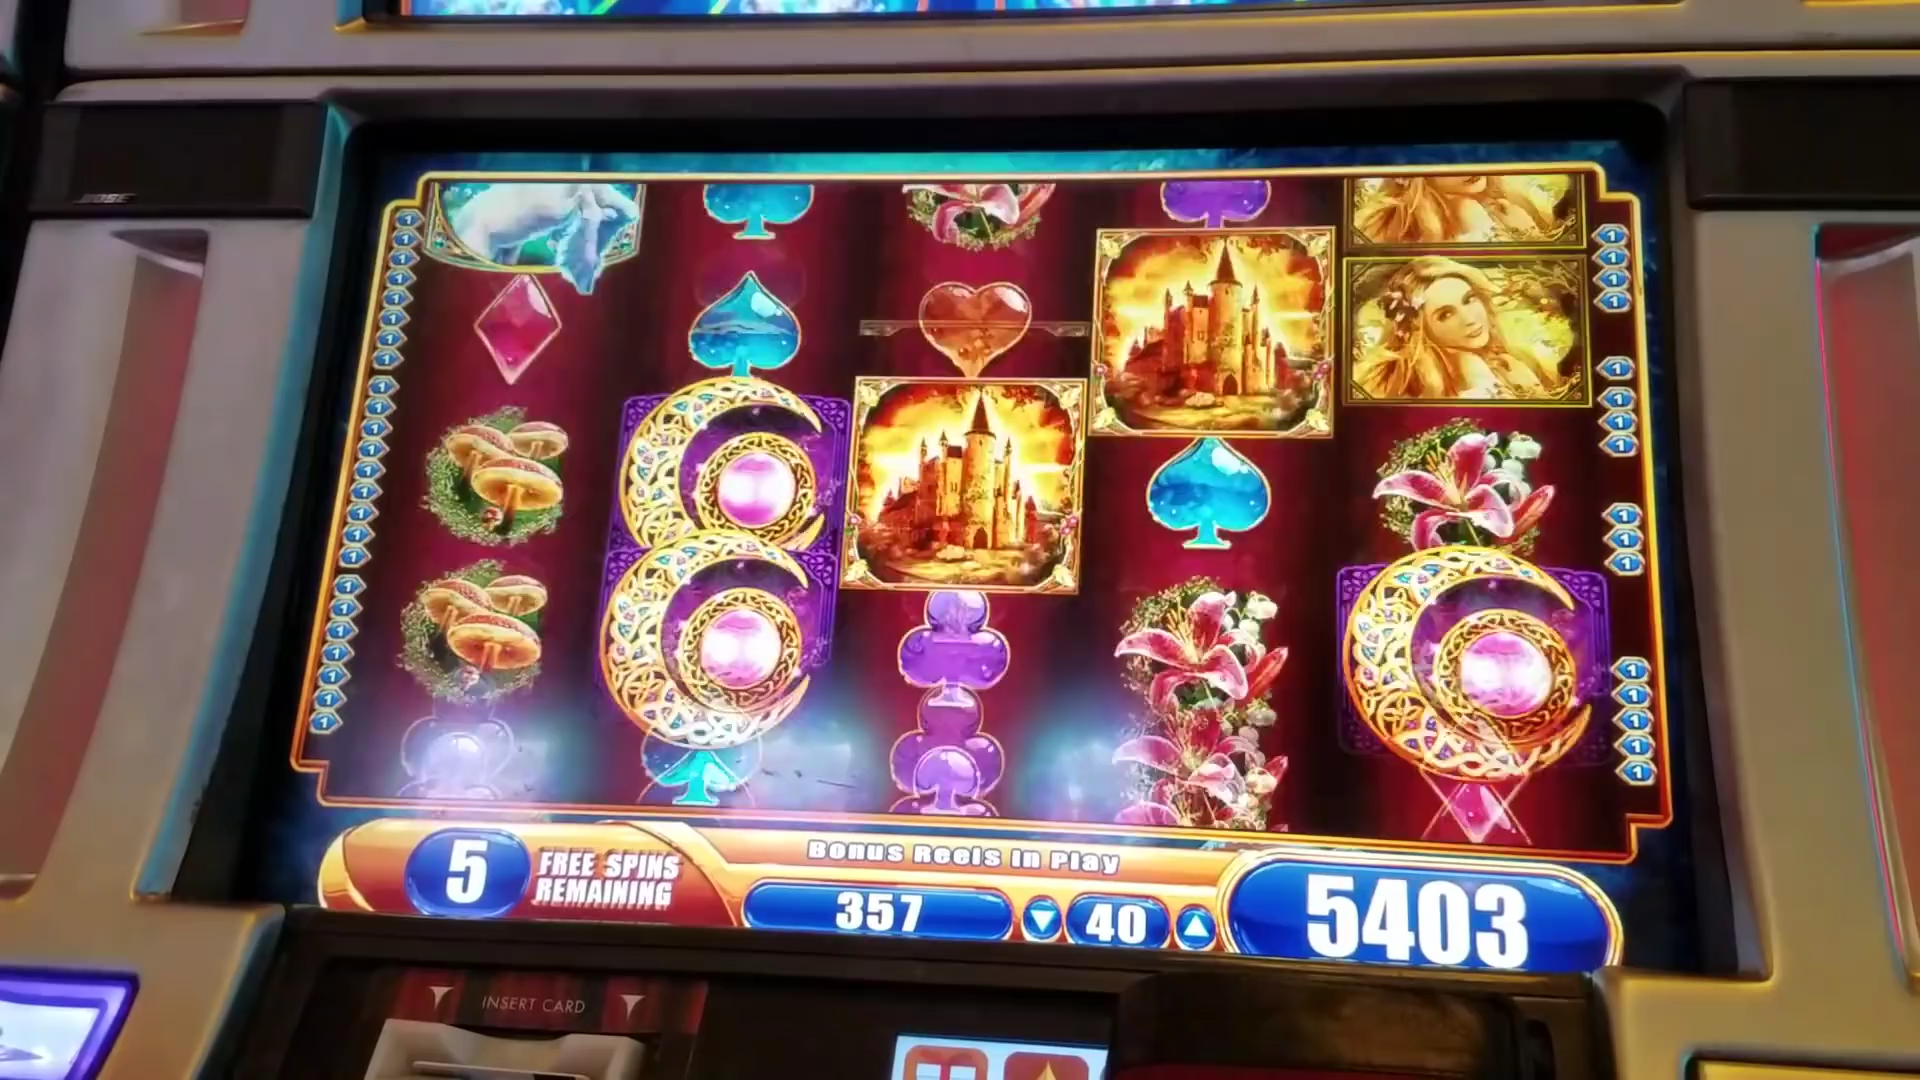 BOSE
5
FREE SPINS
REMAINING
Bonus Reels in Play
357
40
5403
INSERT CARD